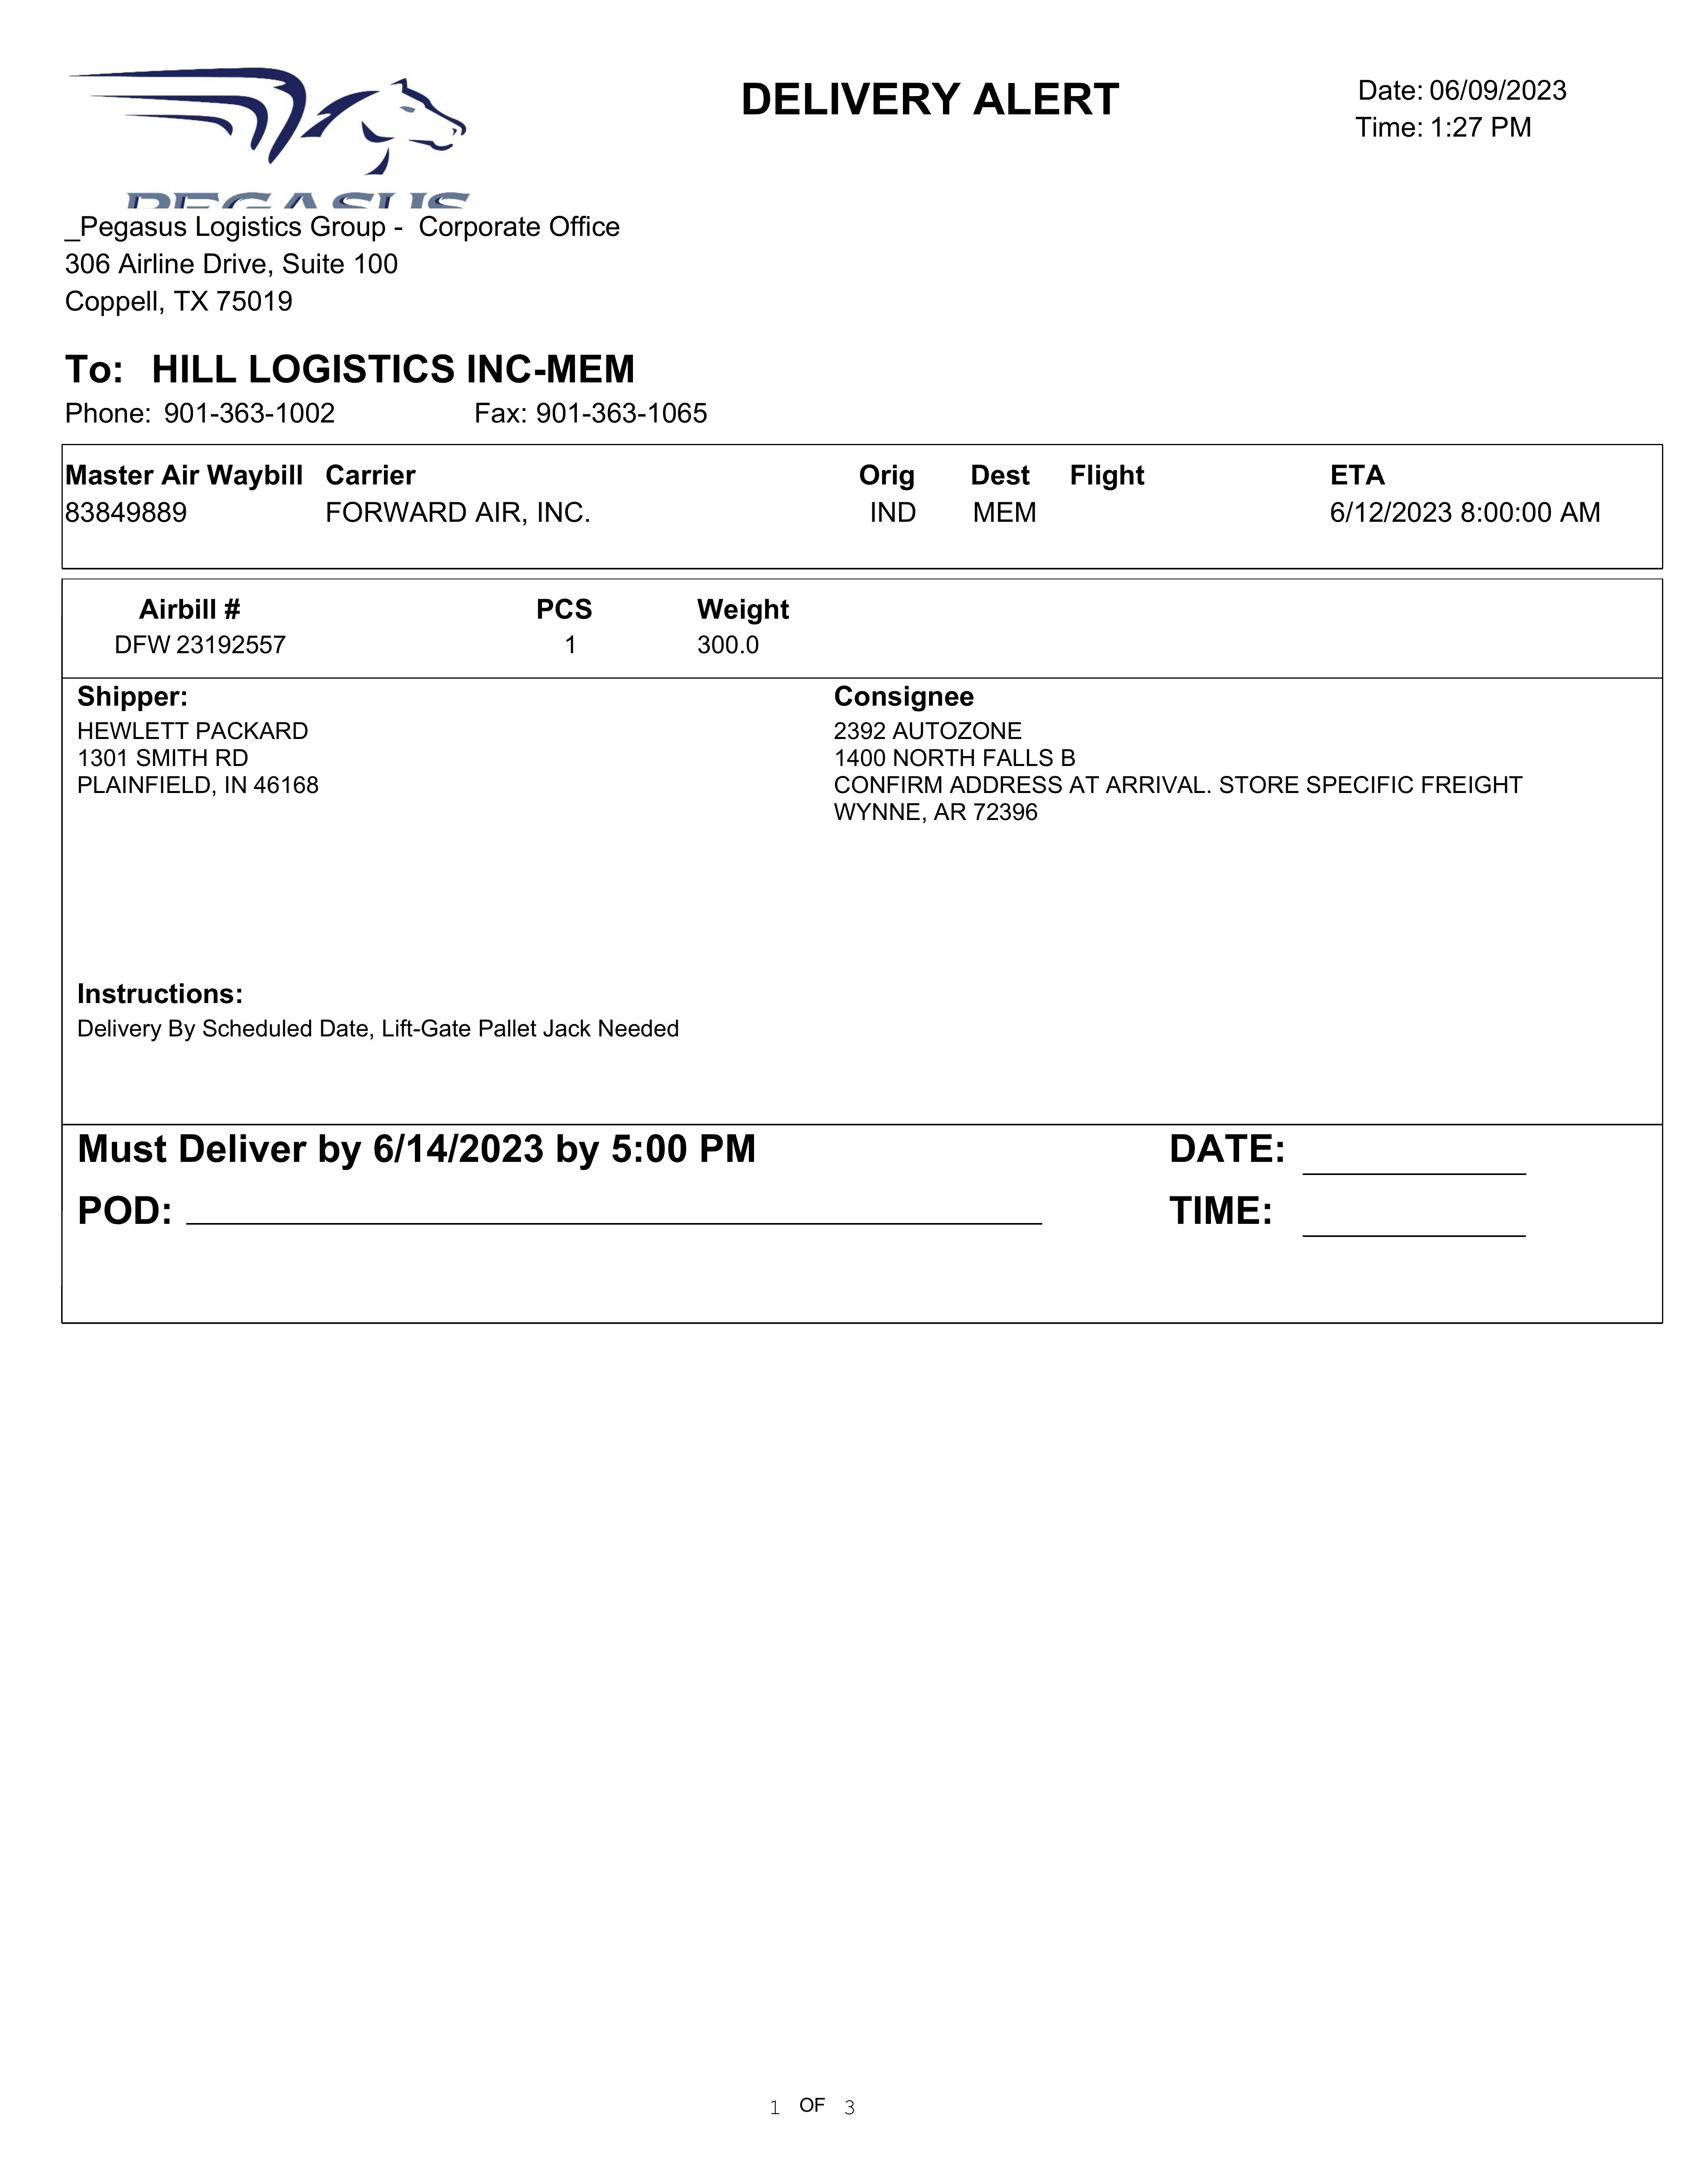 DELIVERY ALERT
Date: 06/09/2023
Time: 1:27 PM
PEGASUS
_Pegasus Logistics Group - Corporate Office
306 Airline Drive, Suite 100
Coppell, TX 75019
To: HILL LOGISTICS INC-MEM
Phone: 901-363-1002 Fax: 901-363-1065
Master Air Waybill Carrier Orig Dest Flight ETA
83849889 FORWARD AIR, INC. IND MEM 6/12/2023 8:00:00 AM
Airbill # PCS Weight
DFW 23192557 1 300.0
Shipper:
HEWLETT PACKARD
1301 SMITH RD
PLAINFIELD, IN 46168
Consignee
2392 AUTOZONE
1400 NORTH FALLS B
CONFIRM ADDRESS AT ARRIVAL. STORE SPECIFIC FREIGHT
WYNNE, AR 72396
Instructions:
Delivery By Scheduled Date, Lift-Gate Pallet Jack Needed
Must Deliver by 6/14/2023 by 5:00 PM DATE:
POD: TIME:
1 OF 3